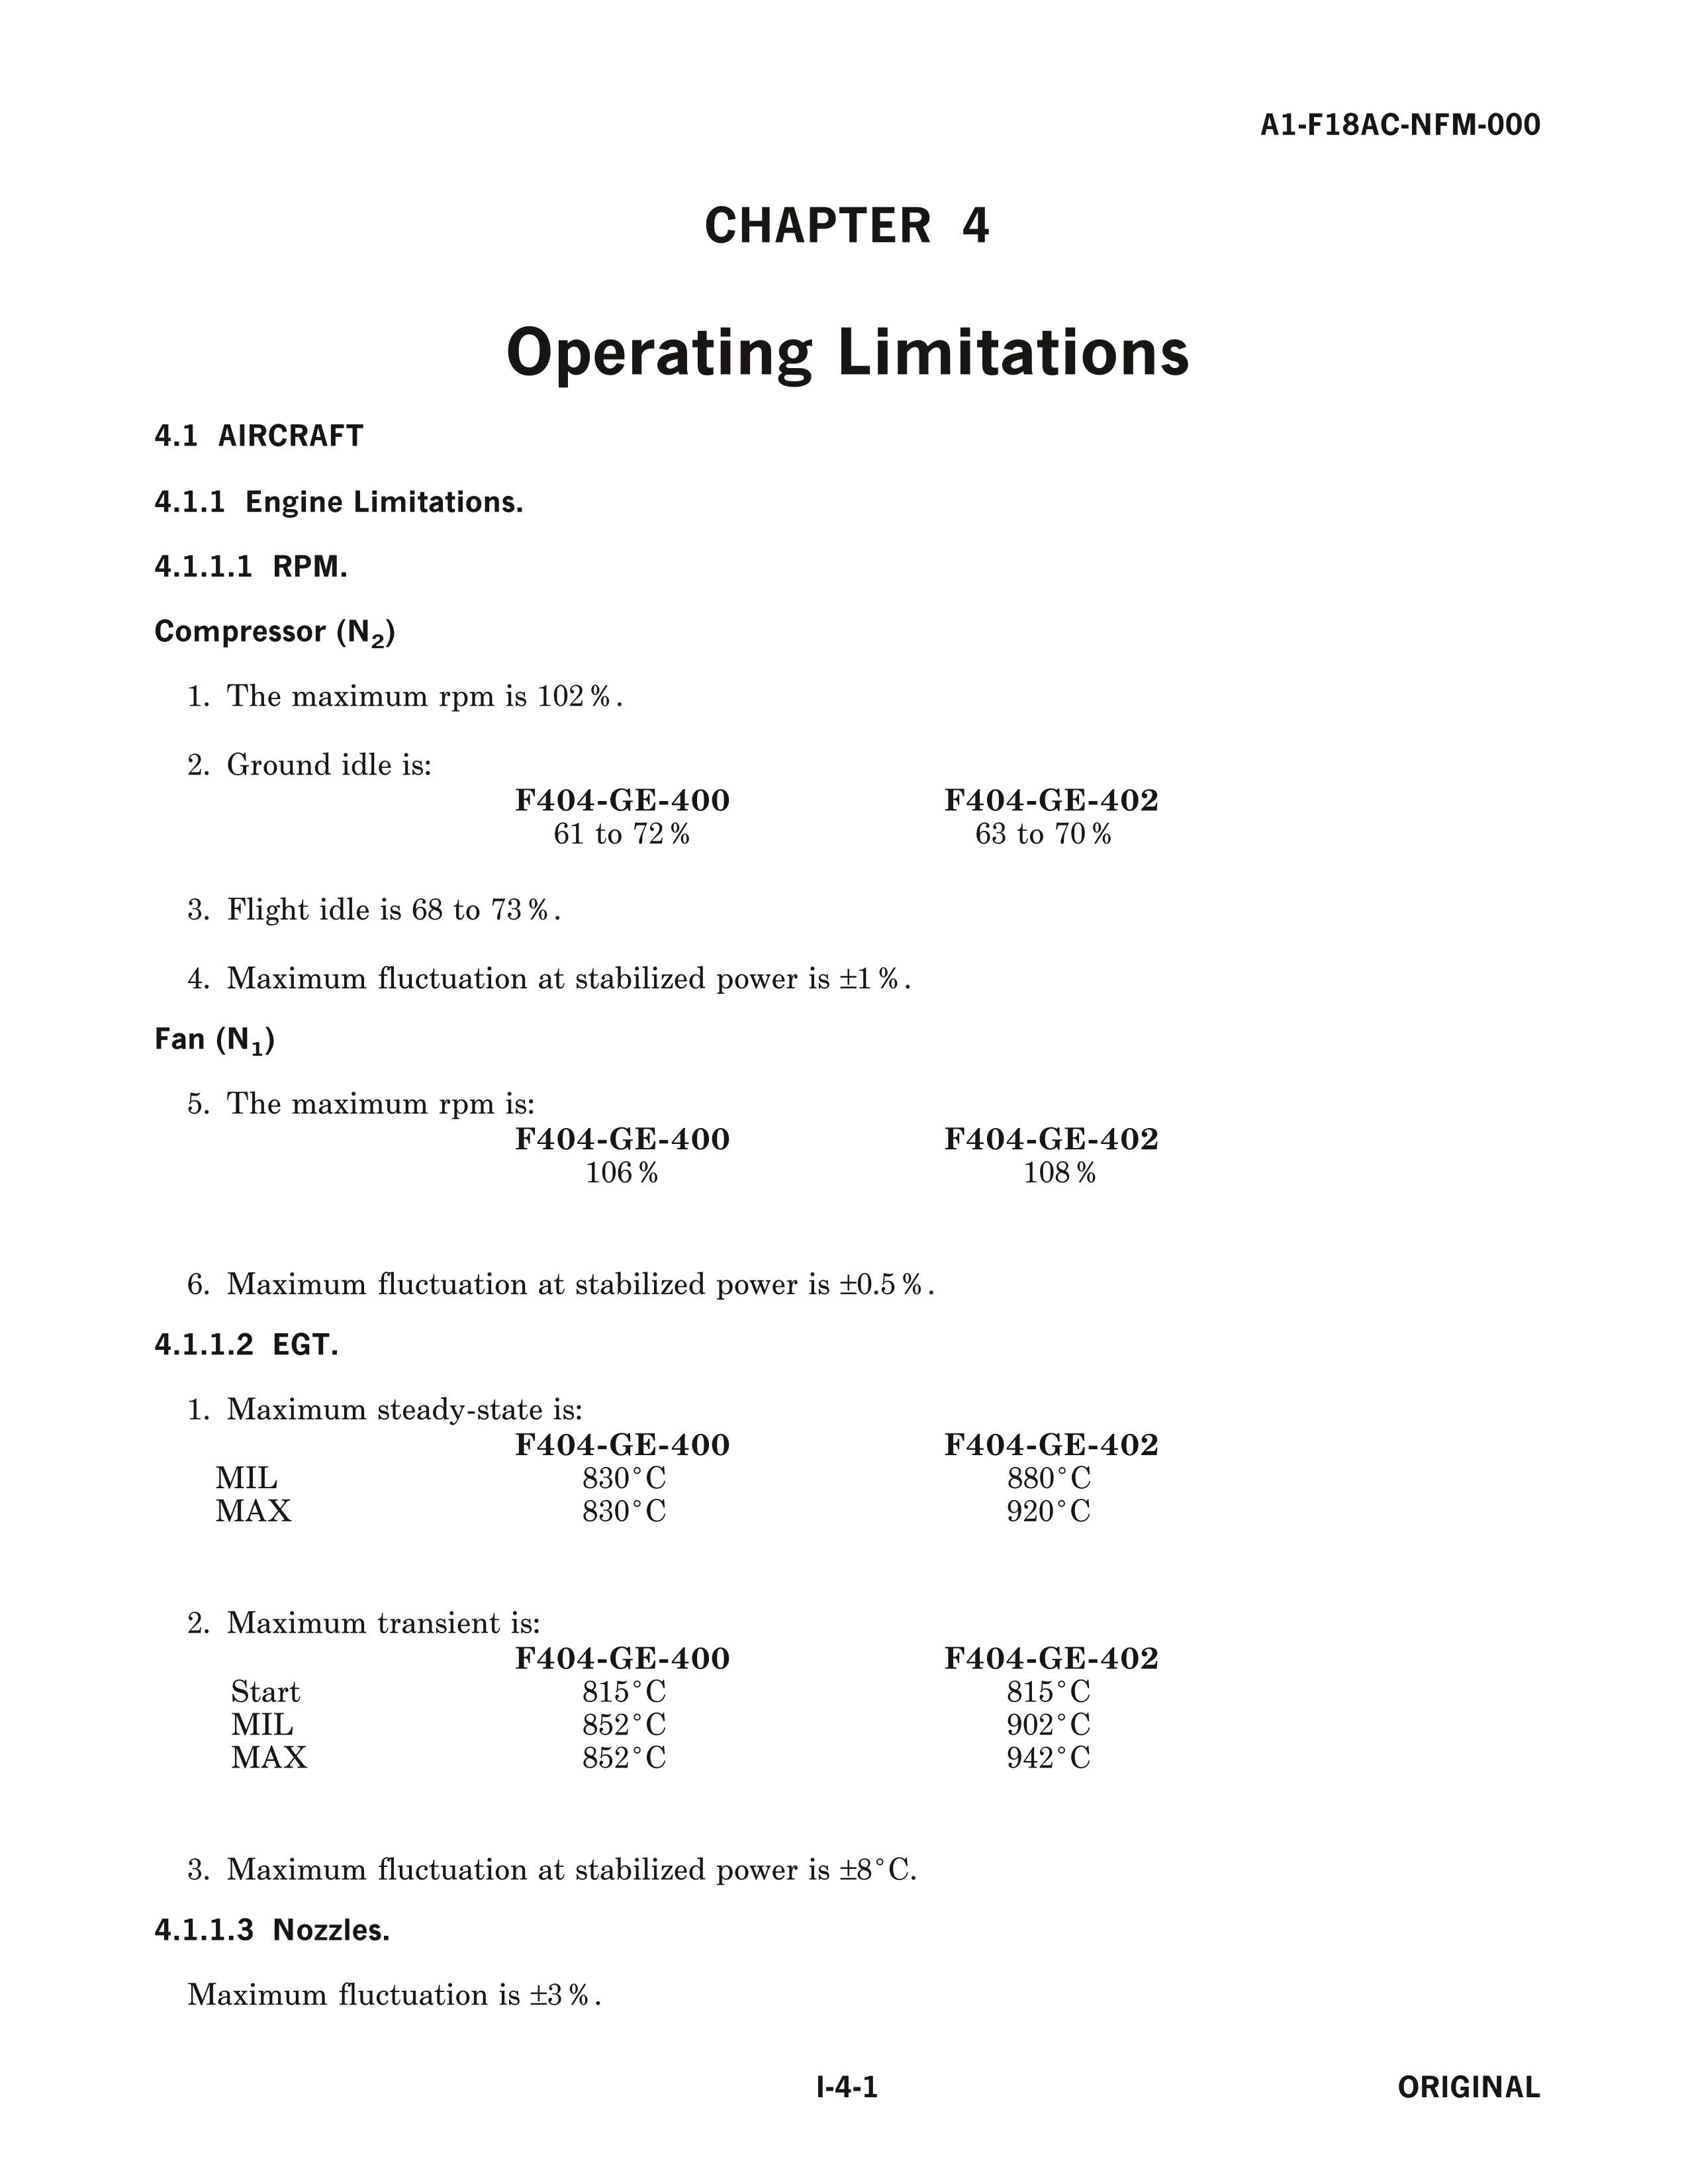 A1-F18AC-NFM-000
CHAPTER 4
Operating Limitations
4.1 AIRCRAFT
4.1.1 Engine Limitations.
4.1.1.1 RPM.
Compressor (N₂)
1. The maximum rpm is 102%.
2. Ground idle is:
F404-GE-400 F404-GE-402
61 to 72% 63 to 70%
3. Flight idle is 68 to 73%.
4. Maximum fluctuation at stabilized power is ±1%.
Fan (N₁)
5. The maximum rpm is:
F404-GE-400 F404-GE-402
106% 108%
6. Maximum fluctuation at stabilized power is ±0.5%.
4.1.1.2 EGT.
1. Maximum steady-state is:
F404-GE-400 F404-GE-402
MIL 830°C 880°C
MAX 830°C 920°C
2. Maximum transient is:
F404-GE-400 F404-GE-402
Start 815°C 815°C
MIL 852°C 902°C
MAX 852°C 942°C
3. Maximum fluctuation at stabilized power is ±8°C.
4.1.1.3 Nozzles.
Maximum fluctuation is ±3%.
I-4-1 ORIGINAL